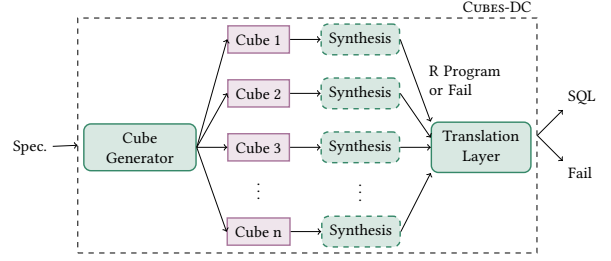 CUBES-DC
Cube 1
Synthesis
R Program
or Fail
Cube 2
Synthesis
SQL
Spec.
Cube
Generator
Cube 3
Synthesis
Translation
Layer
Fail
⋮
⋮
Cube n
Synthesis